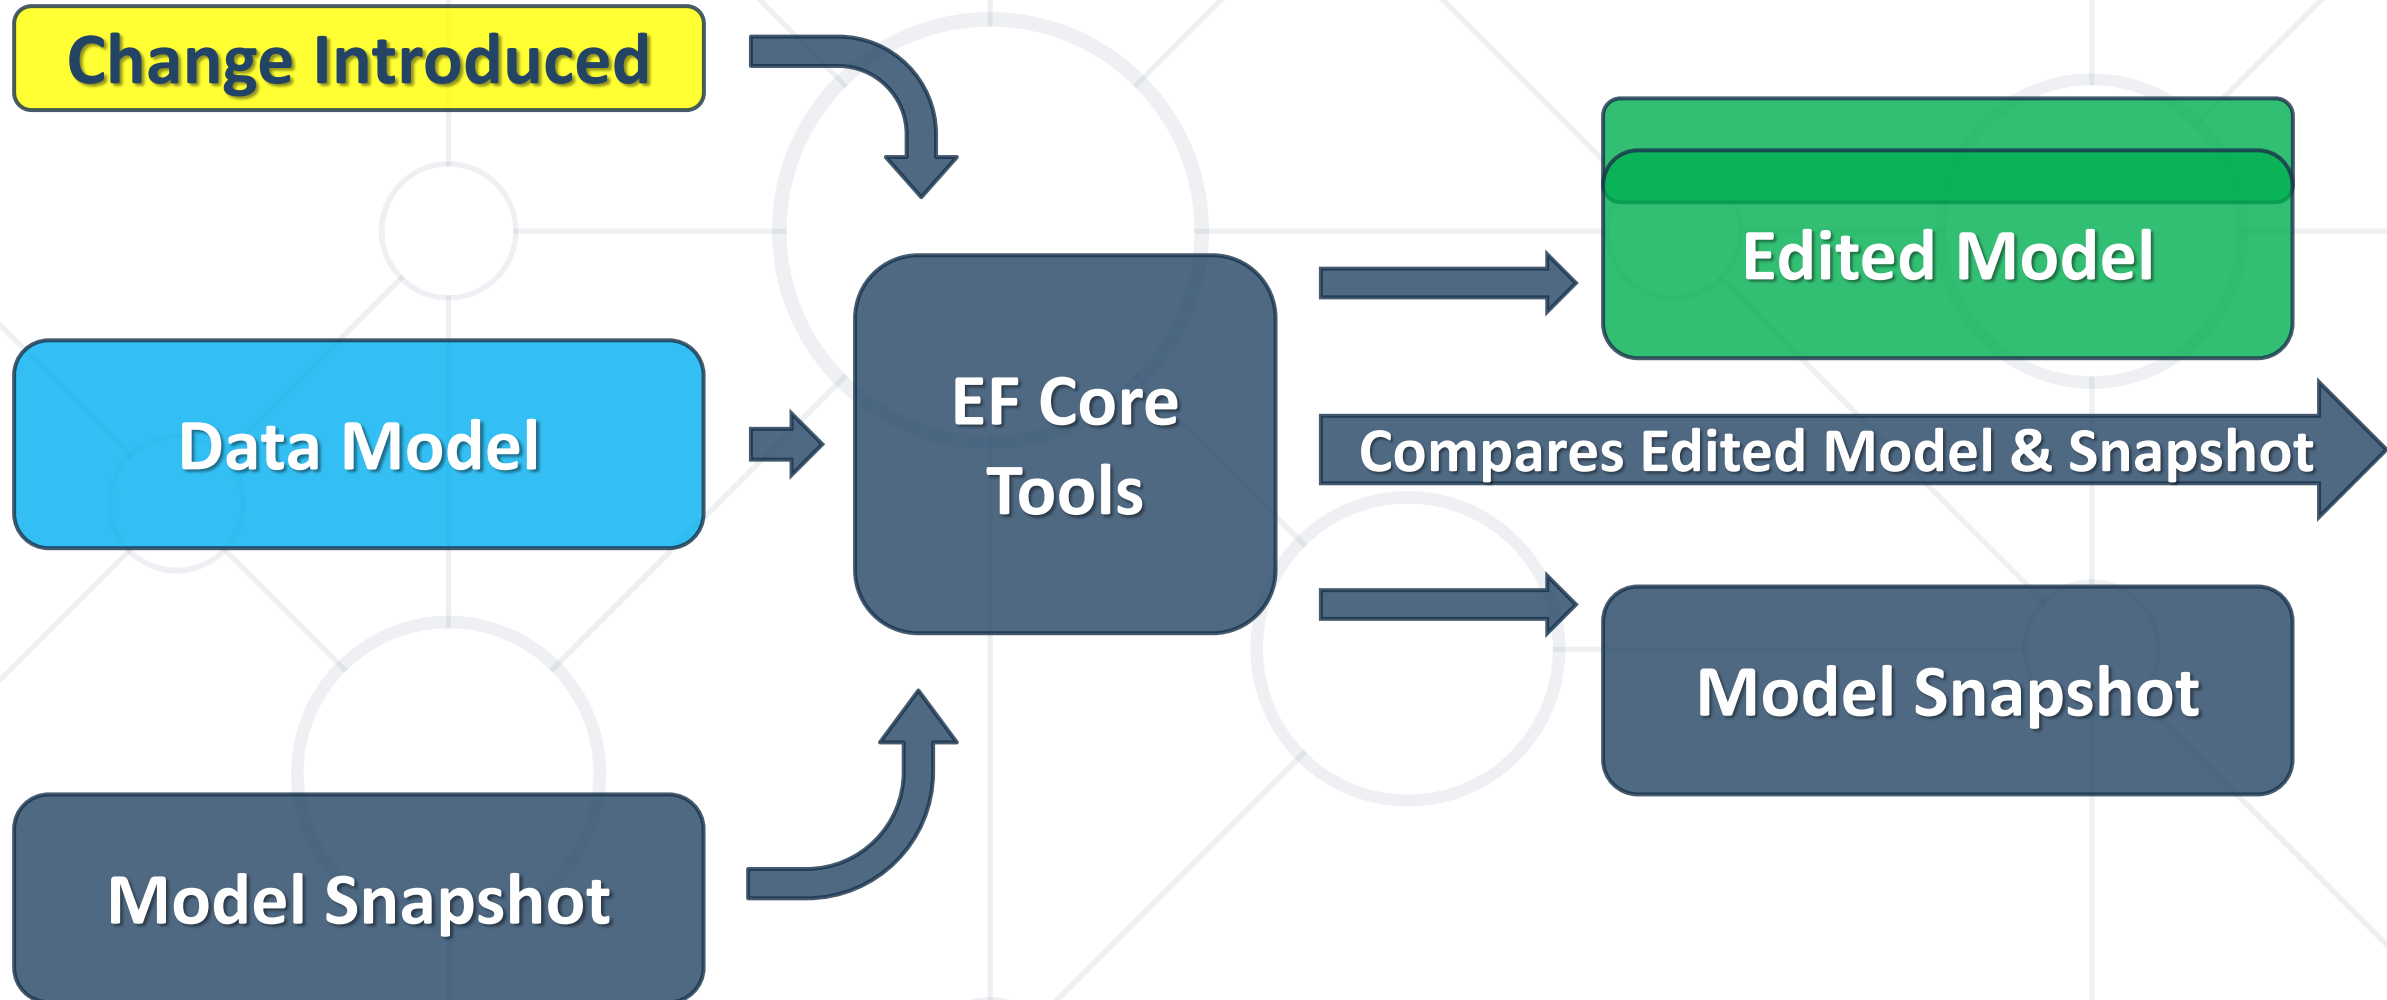 Change Introduced
Data Model
Model Snapshot
EF Core
Tools
Edited Model
Compares Edited Model & Snapshot
Model Snapshot